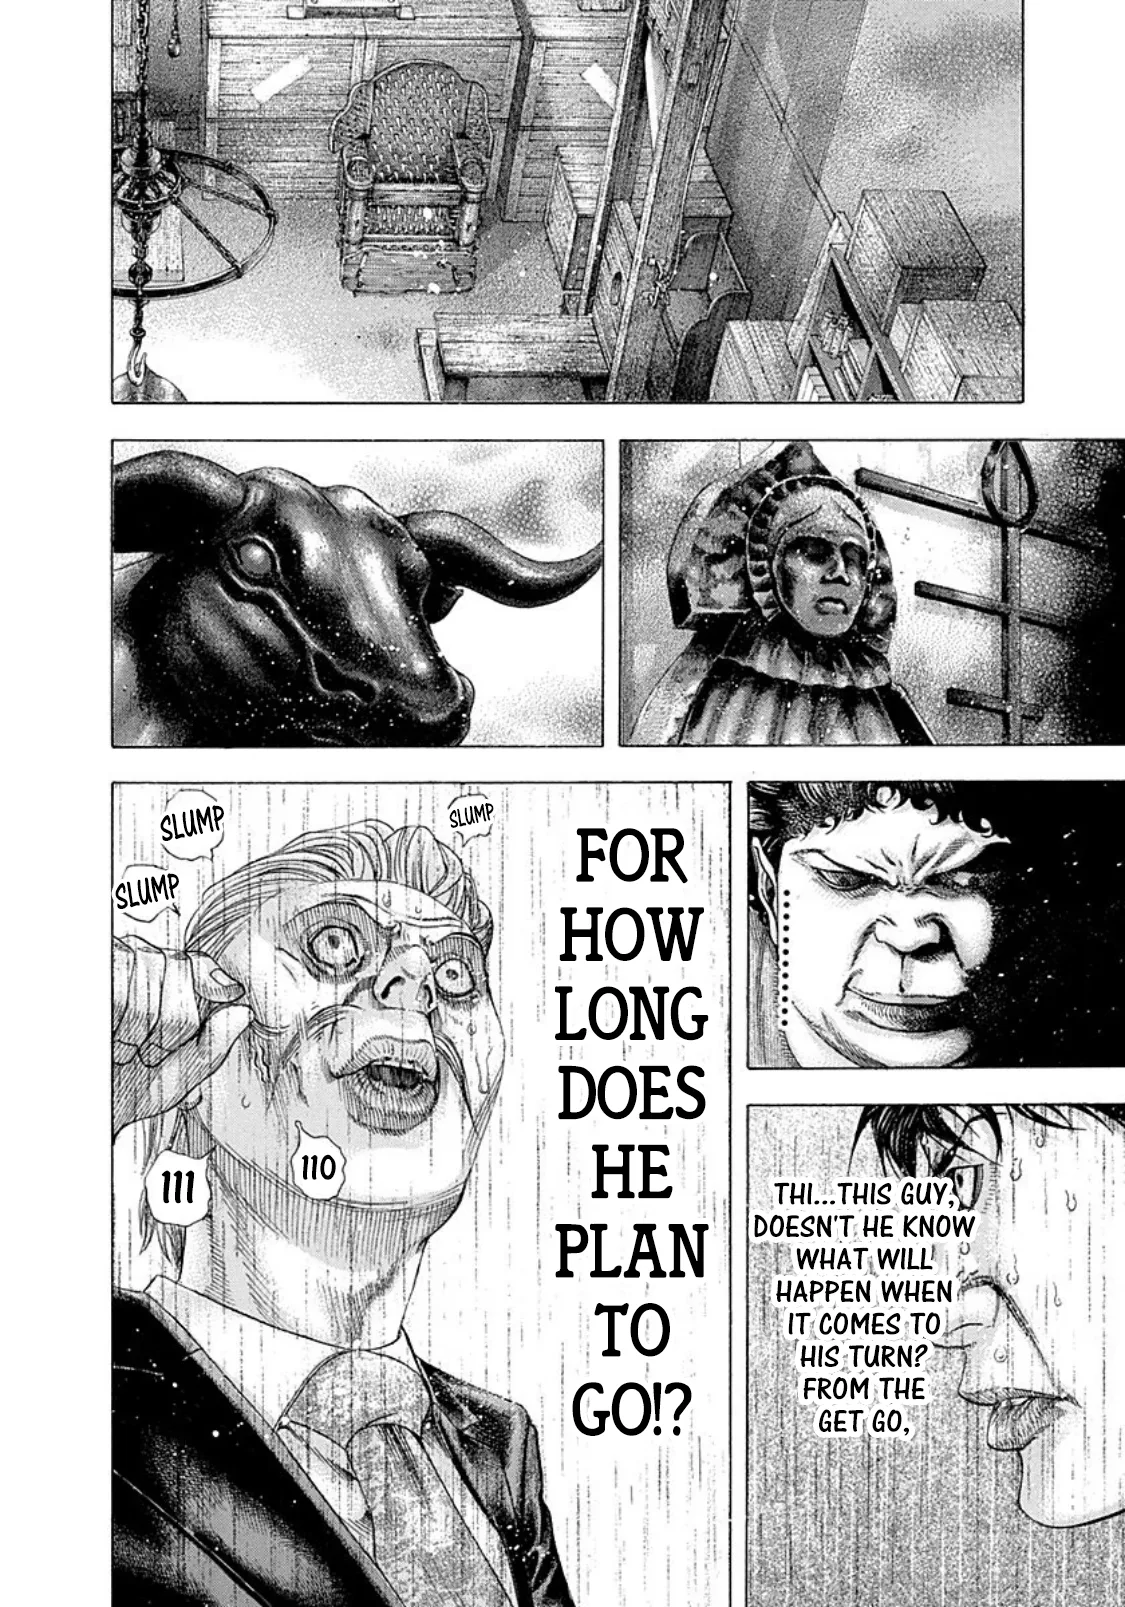 THI...THIS GUY,
DOESN'T HE KNOW
WHAT WILL
HAPPEN WHEN
IT COMES TO
HIS TURN?
FROM THE
GET GO,
FOR
HOW
LONG
DOES
HE
PLAN
TO
GO!?
SLUMP
SLUMP
SLUMP
110
111